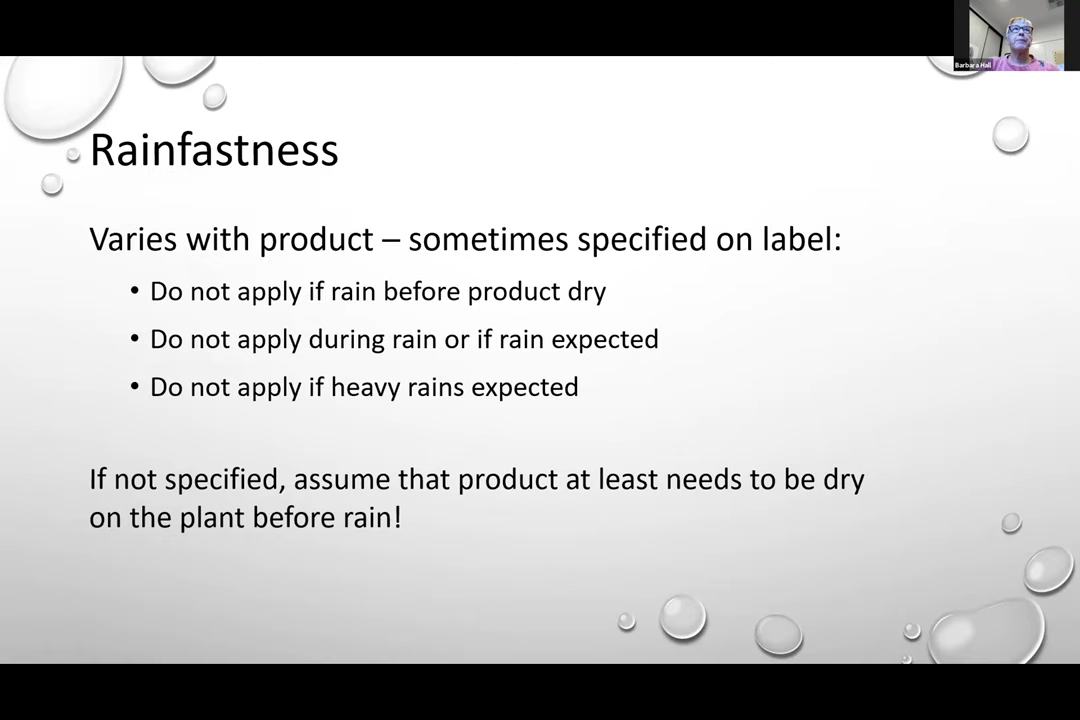 Barbara Hall
Rainfastness
Varies with product – sometimes specified on label:
• Do not apply if rain before product dry
• Do not apply during rain or if rain expected
• Do not apply if heavy rains expected
If not specified, assume that product at least needs to be dry
on the plant before rain!